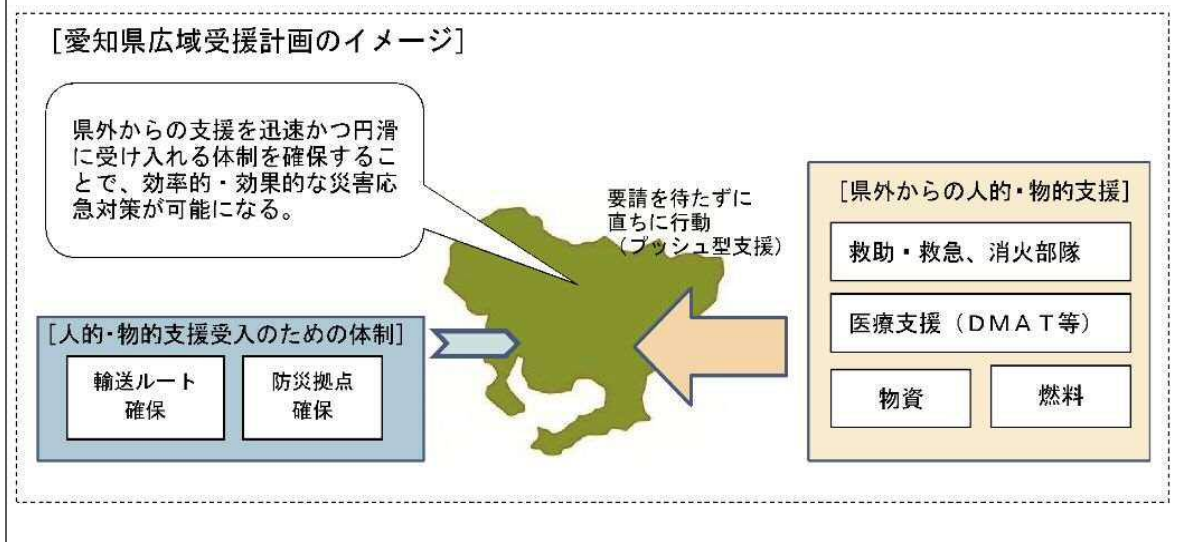 [愛知県広域受援計画のイメージ]
県外からの支援を迅速かつ円滑
に受け入れる体制を確保するこ
とで、効率的・効果的な災害応
急対策が可能になる。
要請を待たずに
直ちに行動
(プッシュ型支援)
[県外からの人的・物的支援]
救助・救急、消火部隊
医療支援(DMAT等)
物資
燃料
[人的・物的支援受入のための体制]
輸送ルート
確保
防災拠点
確保